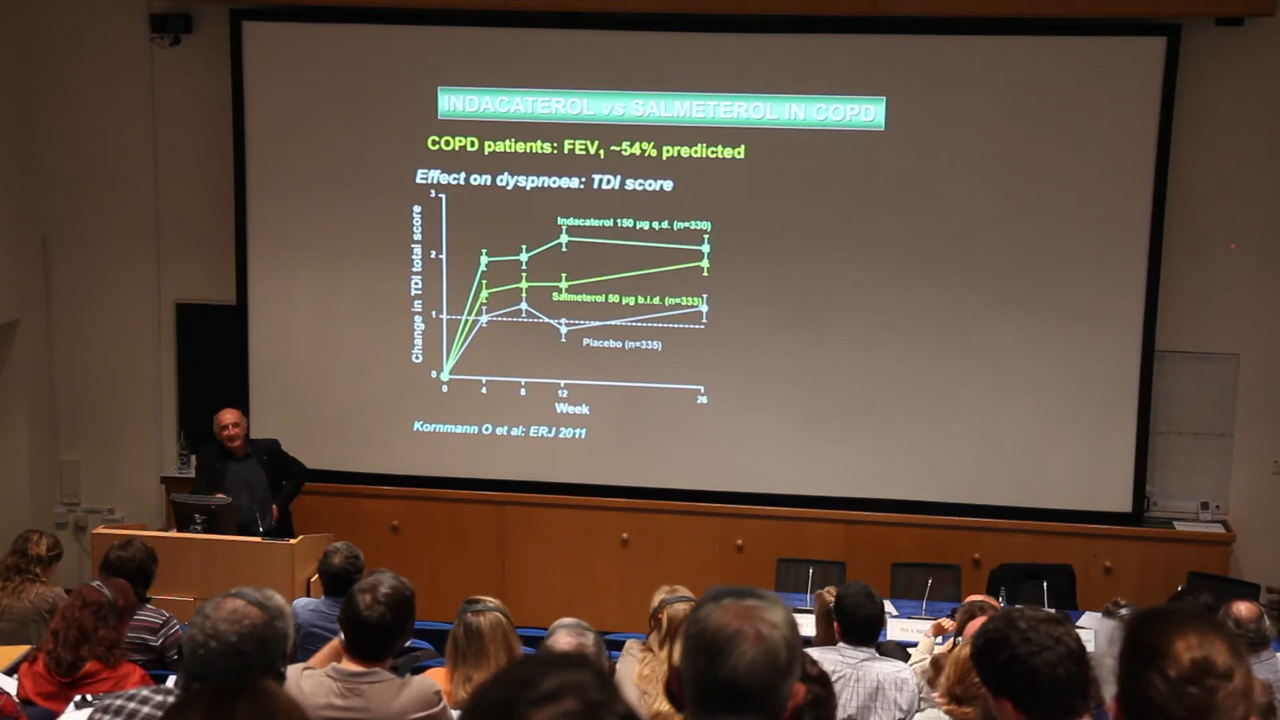 INDACATEROL vs SALMETEROL IN COPD
COPD patients: FEV1 ~54% predicted
Effect on dyspnoea: TDI score
Change in TDI total score
3
2
1
0
Indacaterol 150 µg q.d. (n=330)
Salmeterol 50 µg b.i.d. (n=333)
Placebo (n=335)
0 4 8 12 26
Week
Kornmann O et al: ERJ 2011